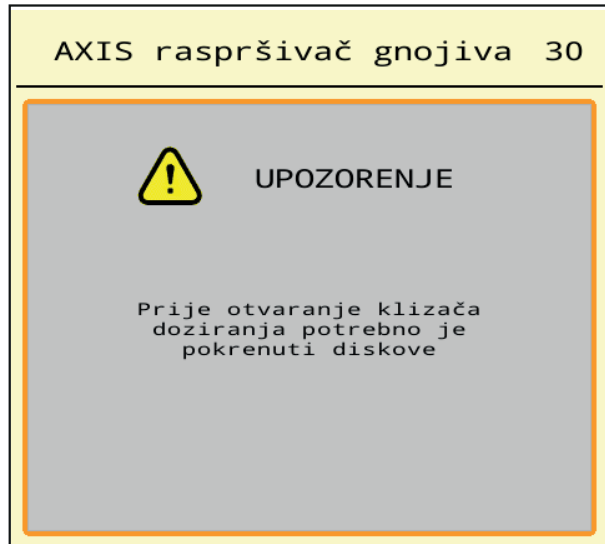 AXIS raspršivač gnojiva 30
UPOZORENJE
Prije otvaranje klizača
doziranja potrebno je
pokrenuti diskove